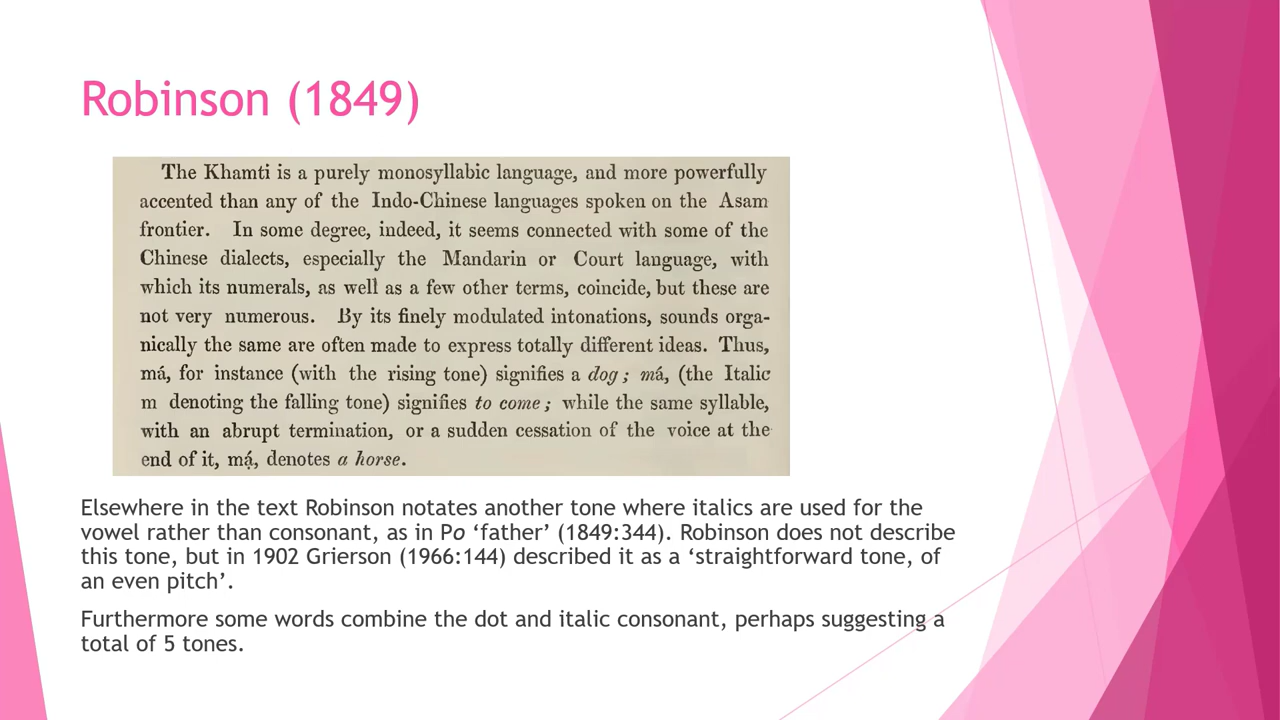 Robinson (1849)
The Khamti is a purely monosyllabic language, and more powerfully
accented than any of the Indo-Chinese languages spoken on the Asam
frontier. In some degree, indeed, it seems connected with some of the
Chinese dialects, especially the Mandarin or Court language, with
which its numerals, as well as a few other terms, coincide, but these are
not very numerous. By its finely modulated intonations, sounds orga-
nically the same are often made to express totally different ideas. Thus,
má, for instance (with the rising tone) signifies a dog; má, (the Italic
m denoting the falling tone) signifies to come; while the same syllable,
with an abrupt termination, or a sudden cessation of the voice at the
end of it, mạ́, denotes a horse.
Elsewhere in the text Robinson notates another tone where italics are used for the
vowel rather than consonant, as in Po ‘father’ (1849:344). Robinson does not describe
this tone, but in 1902 Grierson (1966:144) described it as a ‘straightforward tone, of
an even pitch’.
Furthermore some words combine the dot and italic consonant, perhaps suggesting a
total of 5 tones.